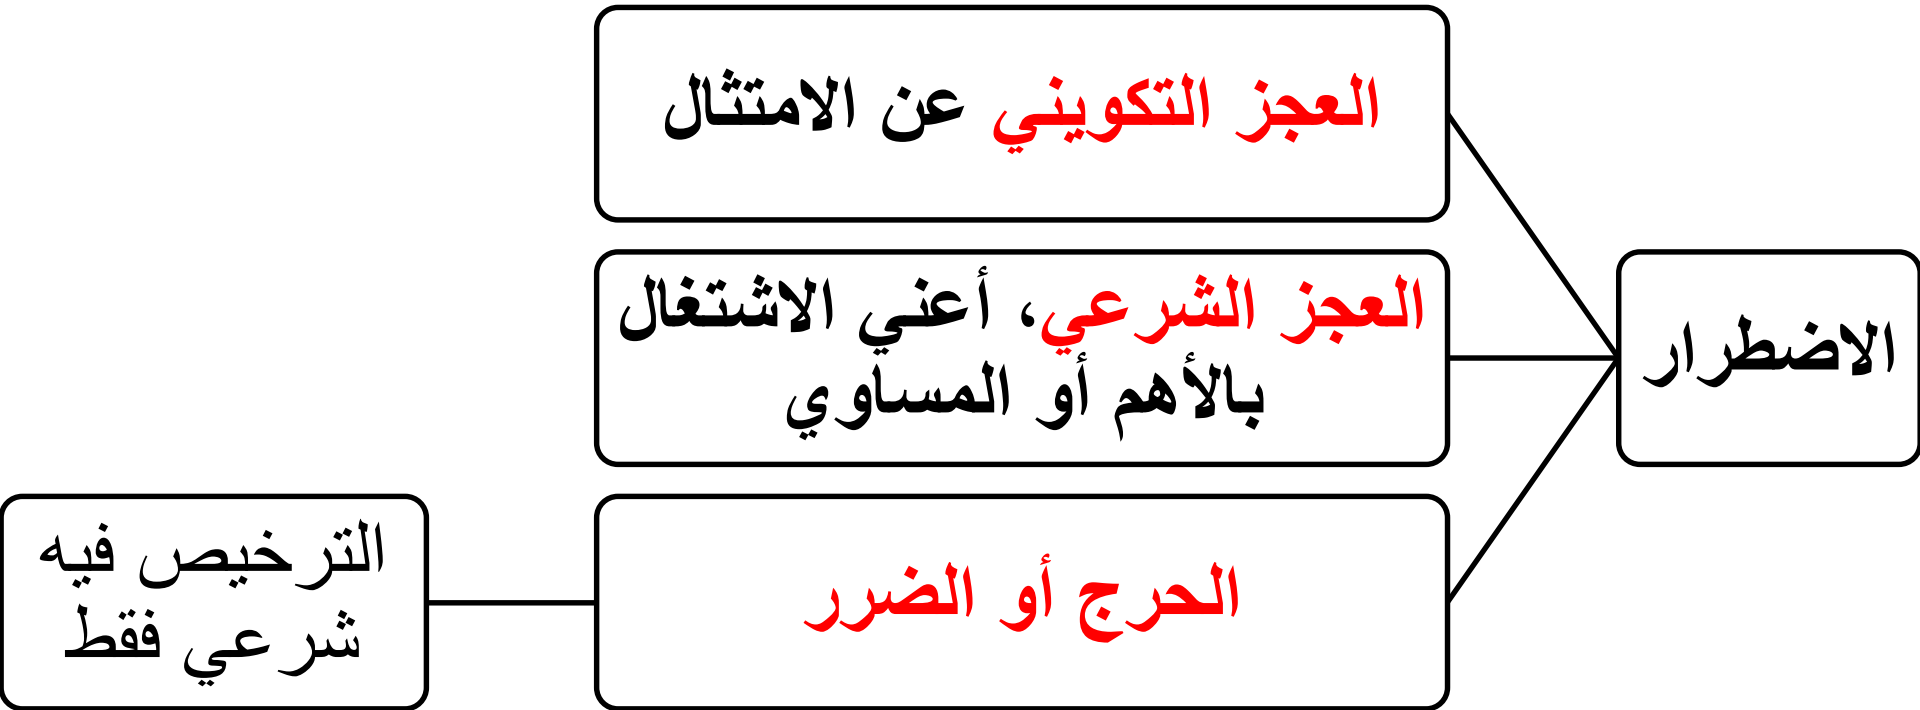 الاضطرار
العجز التكويني عن الامتثال
العجز الشرعي، أعني الاشتغال
بالأهم أو المساوي
الحرج أو الضرر
الترخيص فيه
شرعي فقط